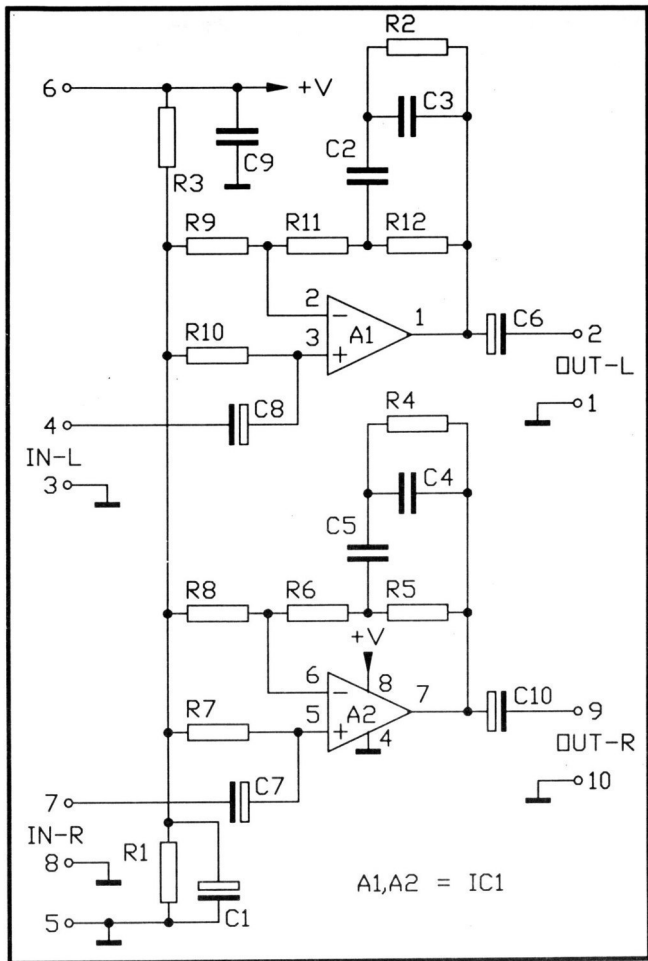 R2
6
+V
C3
R3
C9
C2
R9
R11
R12
2
−
1
R10
3
+
A1
C6
2
OUT-L
C8
R4
1
4
IN-L
C4
3
C5
R8
R6
R5
+V
6
−
8
7
R7
5
+
A2
C10
9
4
OUT-R
7
C7
10
IN-R
R1
8
A1,A2 = IC1
C1
5